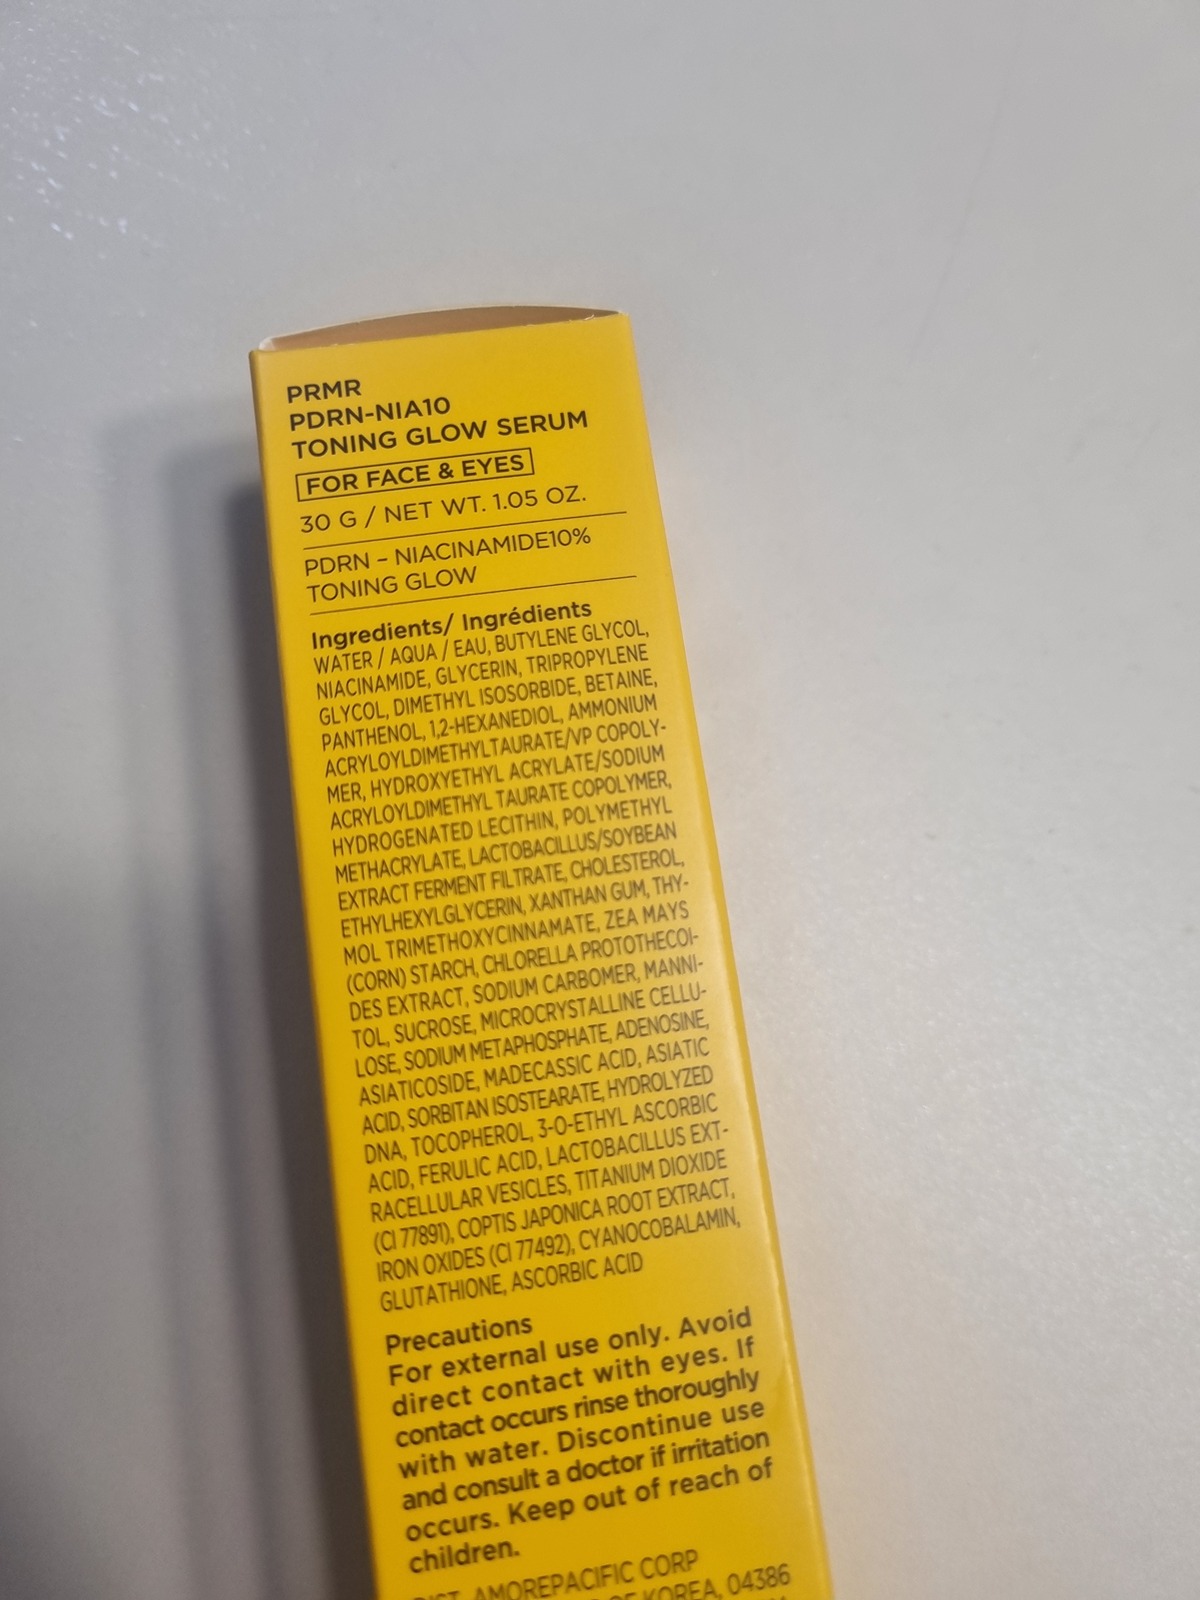 PRMR
PDRN-NIA10
TONING GLOW SERUM
FOR FACE & EYES
30 G / NET WT. 1.05 OZ.
PDRN – NIACINAMIDE10%
TONING GLOW
Ingredients/ Ingrédients
WATER / AQUA / EAU, BUTYLENE GLYCOL,
NIACINAMIDE, GLYCERIN, TRIPROPYLENE
GLYCOL, DIMETHYL ISOSORBIDE, BETAINE,
PANTHENOL, 1,2-HEXANEDIOL, AMMONIUM
ACRYLOYLDIMETHYLTAURATE/VP COPOLY-
MER, HYDROXYETHYL ACRYLATE/SODIUM
ACRYLOYLDIMETHYL TAURATE COPOLYMER,
HYDROGENATED LECITHIN, POLYMETHYL
METHACRYLATE, LACTOBACILLUS/SOYBEAN
EXTRACT FERMENT FILTRATE, CHOLESTEROL,
ETHYLHEXYLGLYCERIN, XANTHAN GUM, THY-
MOL TRIMETHOXYCINNAMATE, ZEA MAYS
(CORN) STARCH, CHLORELLA PROTOTHECOI-
DES EXTRACT, SODIUM CARBOMER, MANNI-
TOL, SUCROSE, MICROCRYSTALLINE CELLU-
LOSE, SODIUM METAPHOSPHATE, ADENOSINE,
ASIATICOSIDE, MADECASSIC ACID, ASIATIC
ACID, SORBITAN ISOSTEARATE, HYDROLYZED
DNA, TOCOPHEROL, 3-O-ETHYL ASCORBIC
ACID, FERULIC ACID, LACTOBACILLUS EXT-
RACELLULAR VESICLES, TITANIUM DIOXIDE
(CI 77891), COPTIS JAPONICA ROOT EXTRACT,
IRON OXIDES (CI 77492), CYANOCOBALAMIN,
GLUTATHIONE, ASCORBIC ACID
Precautions
For external use only. Avoid
direct contact with eyes. If
contact occurs rinse thoroughly
with water. Discontinue use
and consult a doctor if irritation
occurs. Keep out of reach of
children.
DIST. AMOREPACIFIC CORP
OF KOREA, 04386